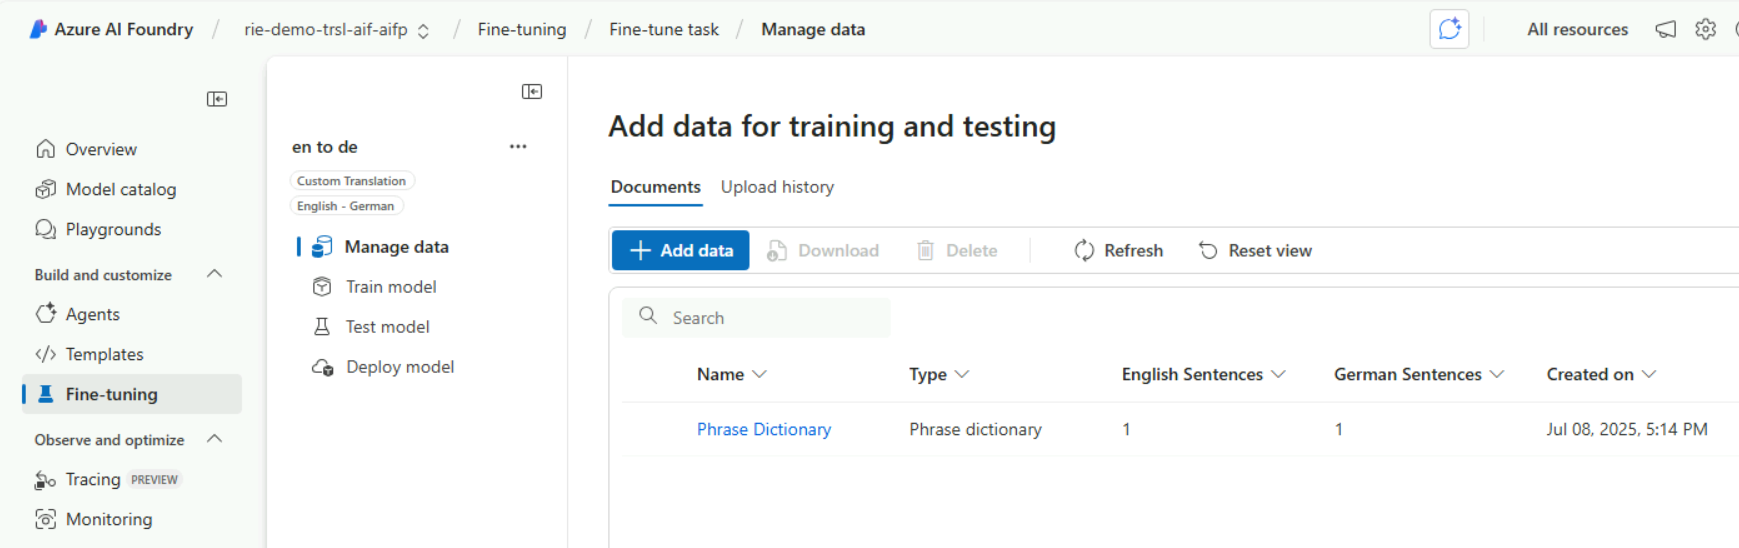 Azure AI Foundry / rie-demo-trsl-aif-aifp / Fine-tuning / Fine-tune task / Manage data All resources
Overview
Model catalog
Playgrounds
Build and customize
Agents
Templates
Fine-tuning
Observe and optimize
Tracing PREVIEW
Monitoring
en to de ...
Custom Translation
English - German
Manage data
Train model
Test model
Deploy model
Add data for training and testing
Documents Upload history
+ Add data Download Delete Refresh Reset view
Search
Name Type English Sentences German Sentences Created on
Phrase Dictionary Phrase dictionary 1 1 Jul 08, 2025, 5:14 PM